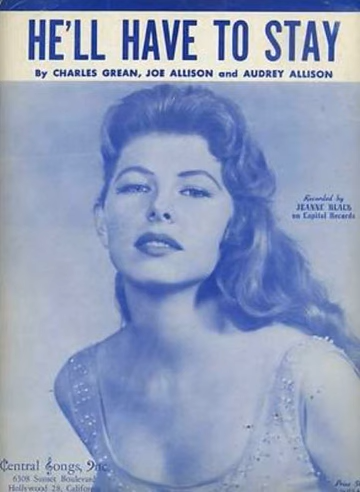 HE'LL HAVE TO STAY
By CHARLES GREAN, JOE ALLISON and AUDREY ALLISON
Recorded by
JEANNE BLACK
on Capitol Records
Central Songs, Inc.
6308 Sunset Boulevard
Hollywood 28, California
Price